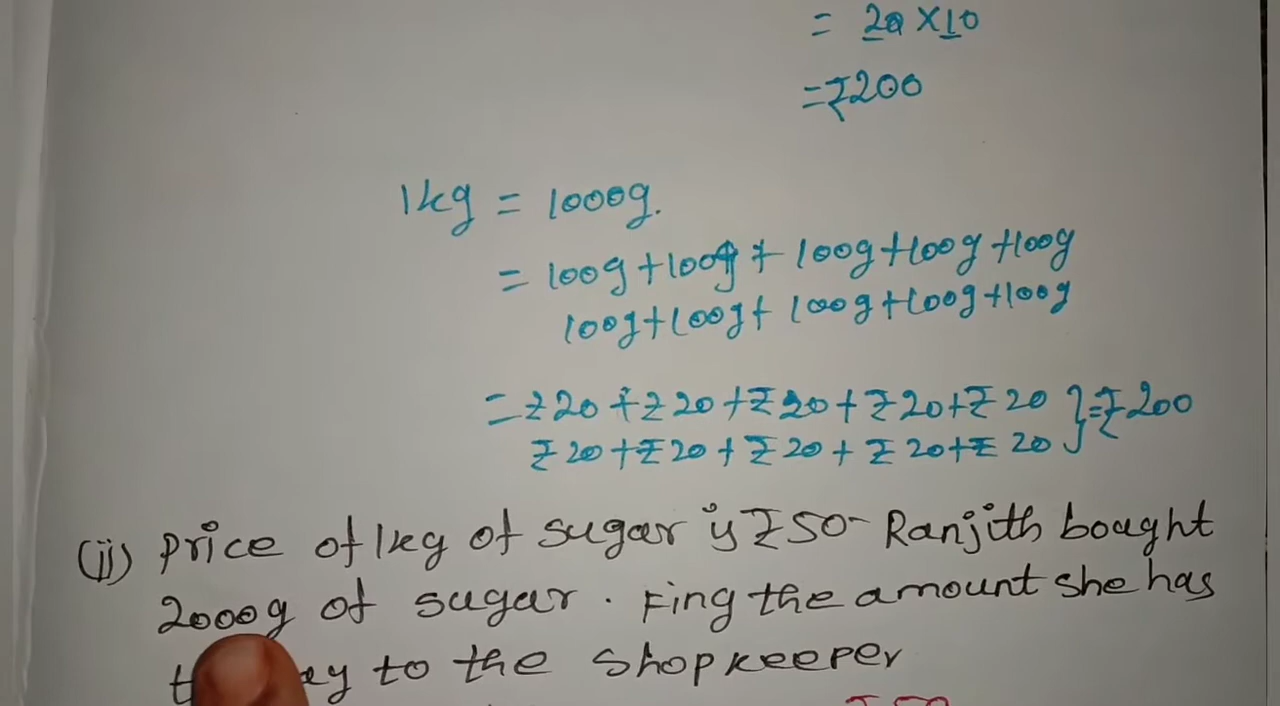 = 20 X10
=₹200
1kg = 1000g.
= 100g+100g + 100g+100g+100g
100g+100g+ 100g+100g+100g
= ₹20+₹20+₹20+₹20+₹20 }=₹200
₹20+₹20+₹20+₹20+₹20
(ii) price of 1kg of sugar is ₹50- Ranjith bought
2000g of sugar. Fing the amount she has
to the shopkeeper